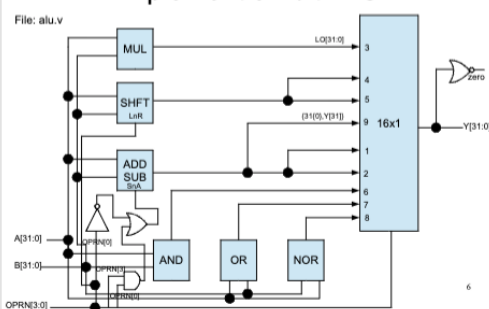 File: alu.v
MUL
LO[31:0]
3
SHFT
LnR
4
5
{31{0},Y[31]}
9
16x1
zero
Y[31:0]
ADD
SUB
SnA
1
2
6
7
8
OPRN[0]
A[31:0]
B[31:0]
OPRN[3]
OPRN[0]
AND
OR
NOR
OPRN[3:0]
6